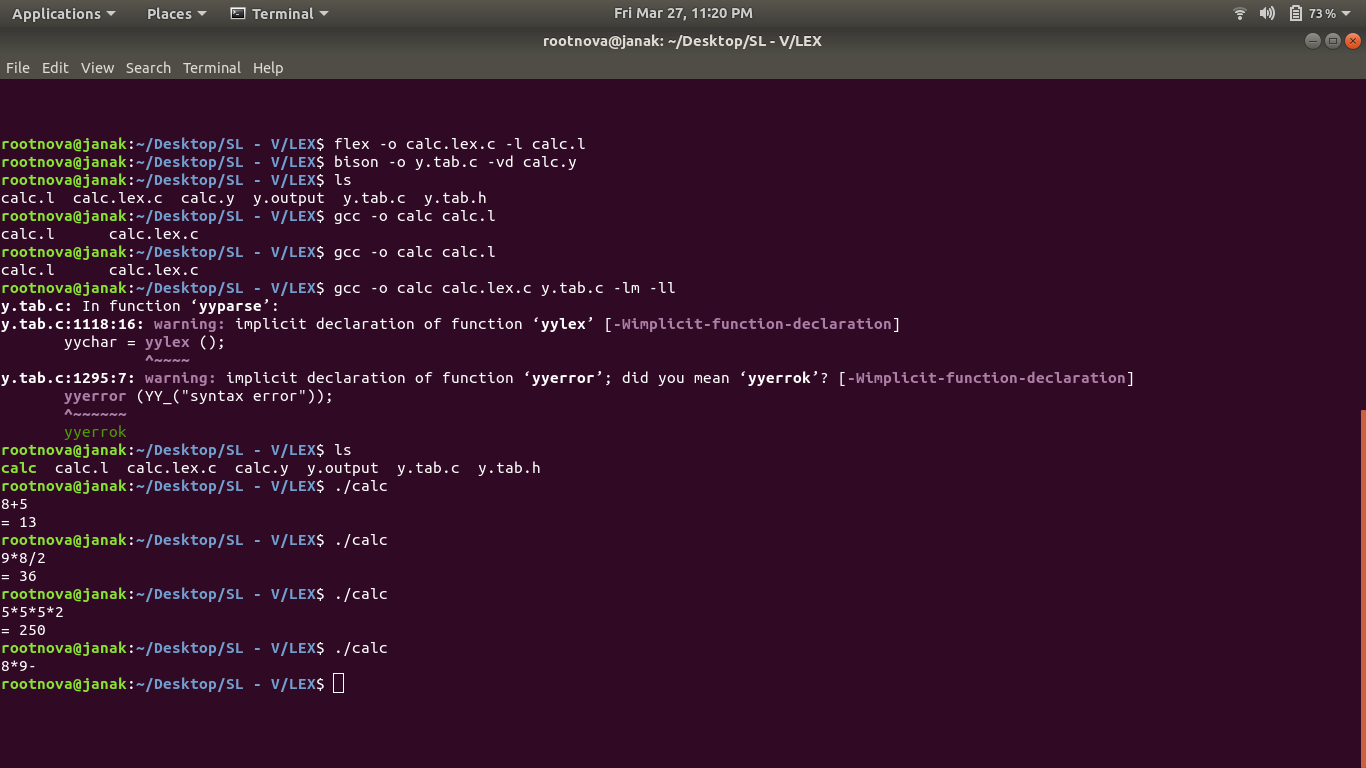 Applications Places Terminal Fri Mar 27, 11:20 PM 73%
rootnova@janak: ~/Desktop/SL - V/LEX
File Edit View Search Terminal Help
rootnova@janak:~/Desktop/SL - V/LEX$ flex -o calc.lex.c -l calc.l
rootnova@janak:~/Desktop/SL - V/LEX$ bison -o y.tab.c -vd calc.y
rootnova@janak:~/Desktop/SL - V/LEX$ ls
calc.l  calc.lex.c  calc.y  y.output  y.tab.c  y.tab.h
rootnova@janak:~/Desktop/SL - V/LEX$ gcc -o calc calc.l
calc.l      calc.lex.c
rootnova@janak:~/Desktop/SL - V/LEX$ gcc -o calc calc.l
calc.l      calc.lex.c
rootnova@janak:~/Desktop/SL - V/LEX$ gcc -o calc calc.lex.c y.tab.c -lm -ll
y.tab.c: In function ‘yyparse’:
y.tab.c:1118:16: warning: implicit declaration of function ‘yylex’ [-Wimplicit-function-declaration]
       yychar = yylex ();
                ^~~~~
y.tab.c:1295:7: warning: implicit declaration of function ‘yyerror’; did you mean ‘yyerrok’? [-Wimplicit-function-declaration]
       yyerror (YY_("syntax error"));
       ^~~~~~~
       yyerrok
rootnova@janak:~/Desktop/SL - V/LEX$ ls
calc  calc.l  calc.lex.c  calc.y  y.output  y.tab.c  y.tab.h
rootnova@janak:~/Desktop/SL - V/LEX$ ./calc
8+5
= 13
rootnova@janak:~/Desktop/SL - V/LEX$ ./calc
9*8/2
= 36
rootnova@janak:~/Desktop/SL - V/LEX$ ./calc
5*5*5*2
= 250
rootnova@janak:~/Desktop/SL - V/LEX$ ./calc
8*9-
rootnova@janak:~/Desktop/SL - V/LEX$